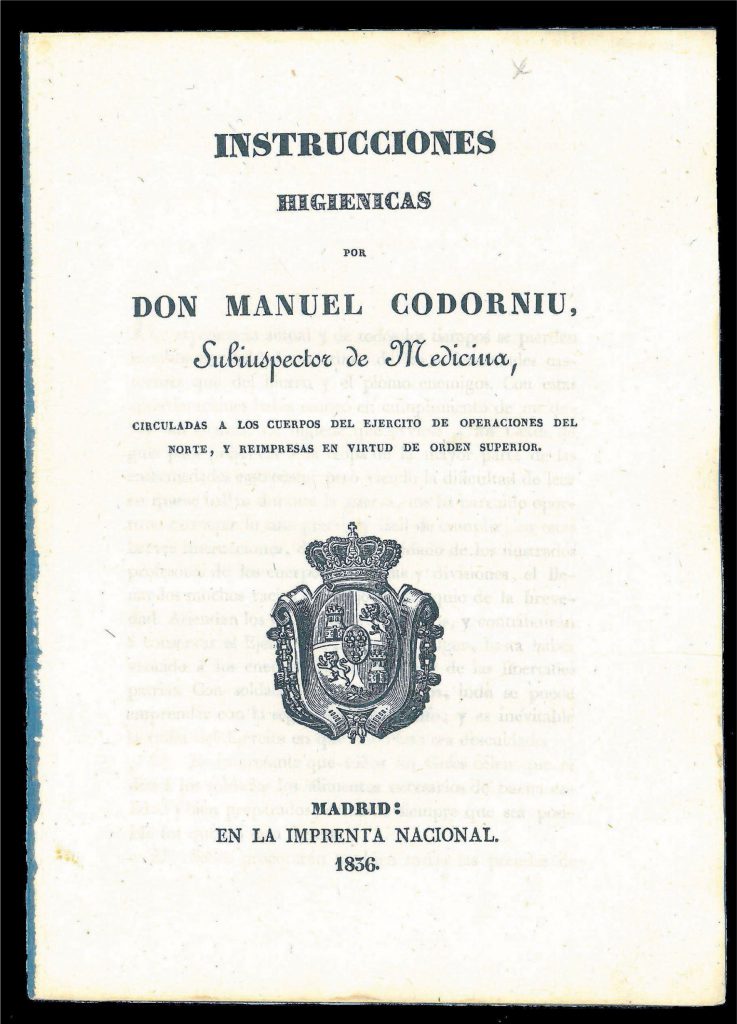 INSTRUCCIONES
HIGIENICAS
POR
DON MANUEL CODORNIU,
Subinspector de Medicina,
CIRCULADAS A LOS CUERPOS DEL EJERCITO DE OPERACIONES DEL
NORTE, Y REIMPRESAS EN VIRTUD DE ORDEN SUPERIOR.
MADRID:
EN LA IMPRENTA NACIONAL.
1836.